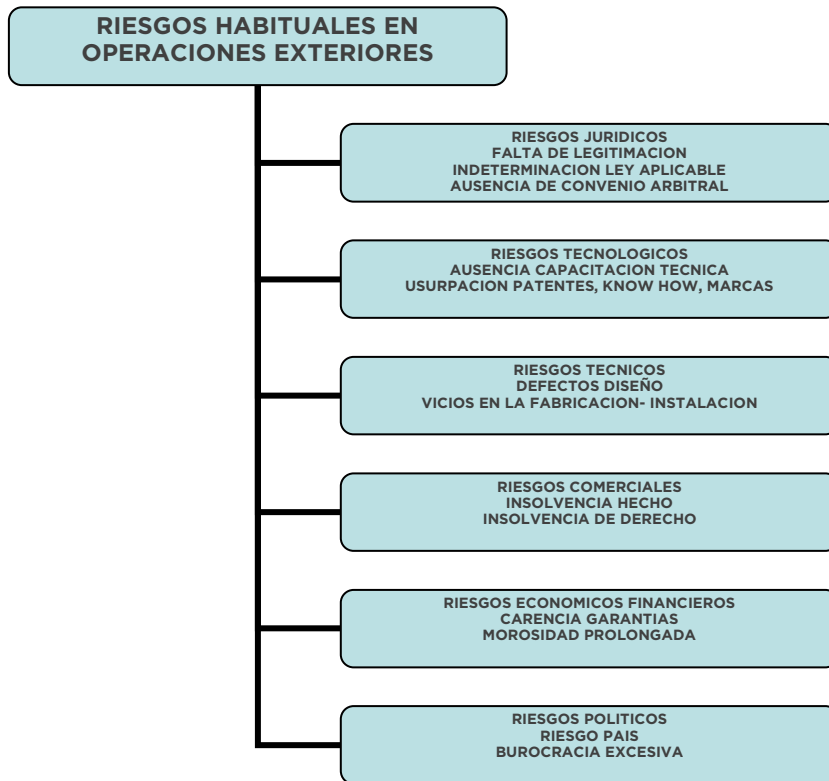 RIESGOS HABITUALES EN
OPERACIONES EXTERIORES
RIESGOS JURIDICOS
FALTA DE LEGITIMACION
INDETERMINACION LEY APLICABLE
AUSENCIA DE CONVENIO ARBITRAL
RIESGOS TECNOLOGICOS
AUSENCIA CAPACITACION TECNICA
USURPACION PATENTES, KNOW HOW, MARCAS
RIESGOS TECNICOS
DEFECTOS DISEÑO
VICIOS EN LA FABRICACION- INSTALACION
RIESGOS COMERCIALES
INSOLVENCIA HECHO
INSOLVENCIA DE DERECHO
RIESGOS ECONOMICOS FINANCIEROS
CARENCIA GARANTIAS
MOROSIDAD PROLONGADA
RIESGOS POLITICOS
RIESGO PAIS
BUROCRACIA EXCESIVA